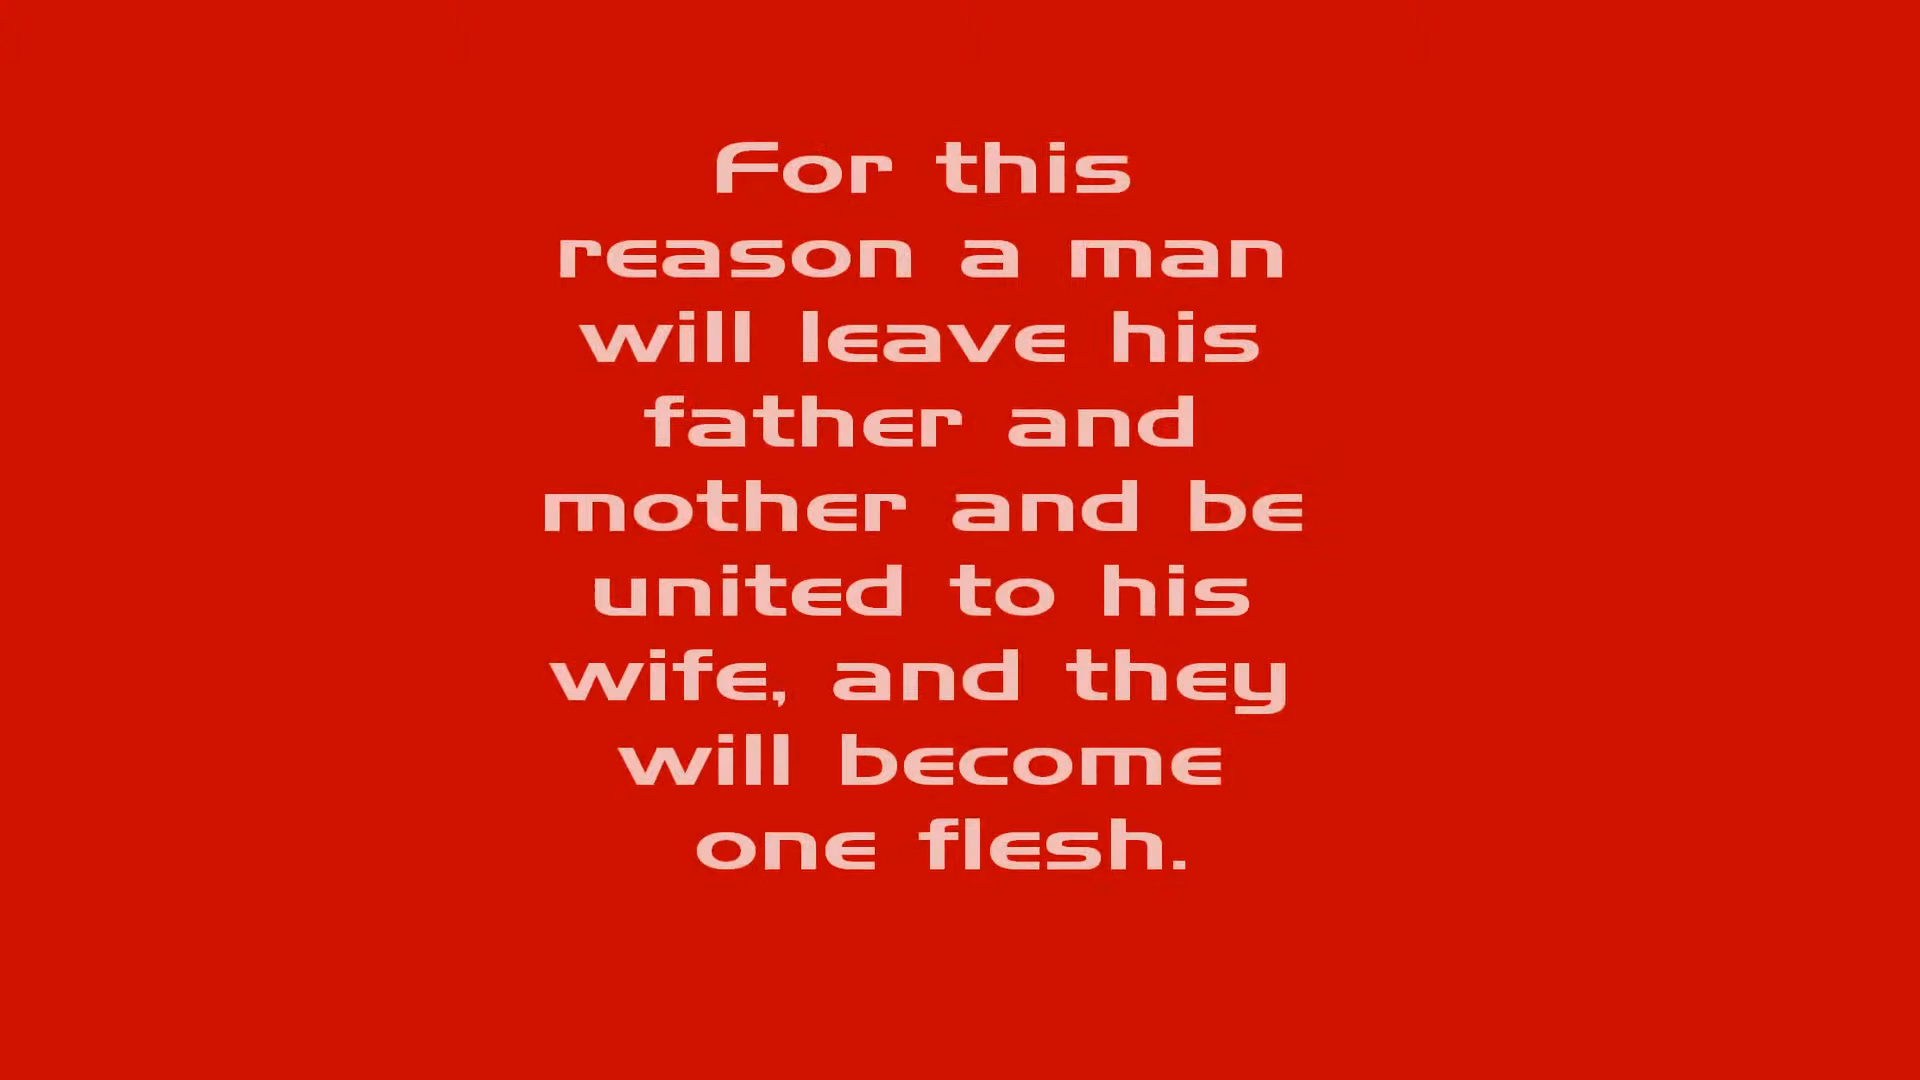 For this
reason a man
will leave his
father and
mother and be
united to his
wife, and they
will become
one flesh.